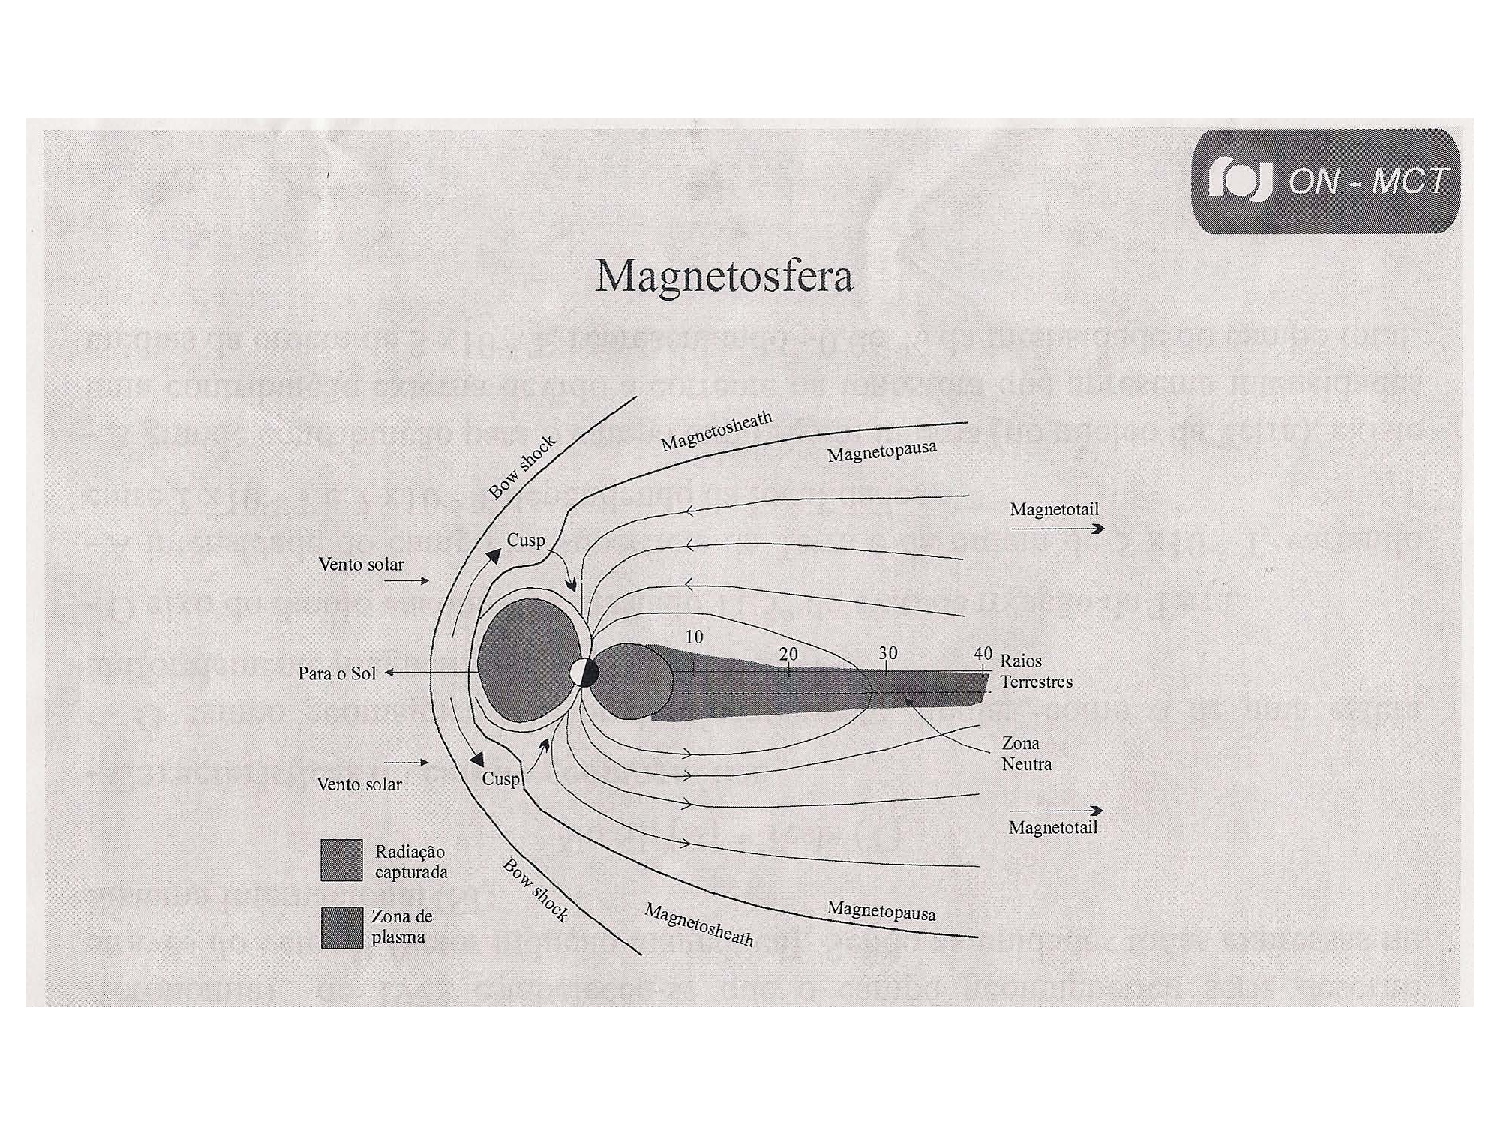 ON - MCT
Magnetosfera
Bow shock
Magnetosheath
Magnetopausa
Magnetotail
Cusp
Vento solar
10
20
30
40
Raios
Terrestres
Para o Sol
Zona
Neutra
Cusp
Vento solar
Magnetotail
Radiação
capturada
Zona de
plasma
Bow shock
Magnetosheath
Magnetopausa